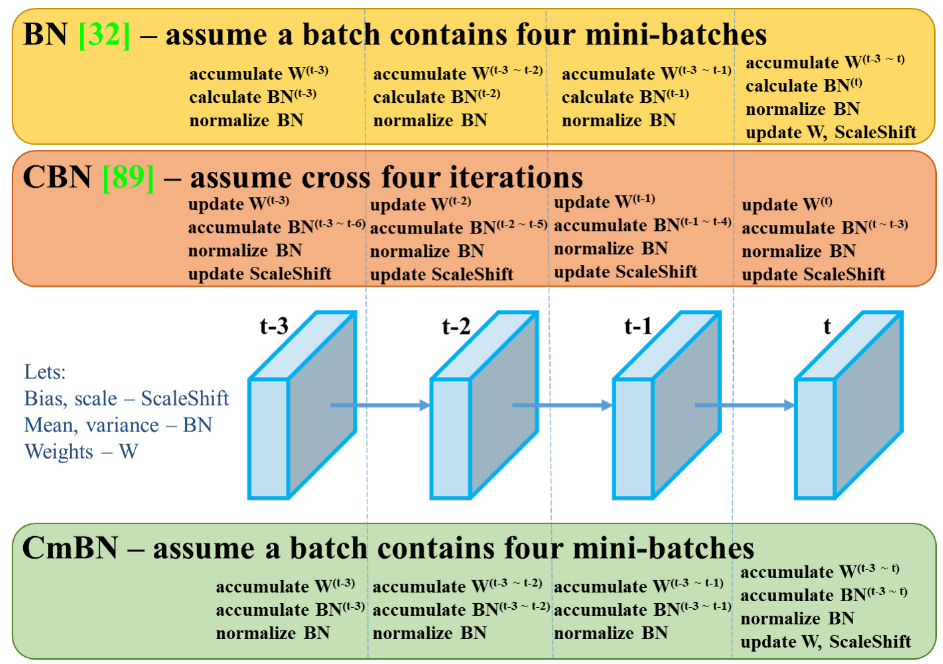 BN [32] – assume a batch contains four mini-batches
accumulate W(t-3)
calculate BN(t-3)
normalize BN
accumulate W(t-3 ~ t-2)
calculate BN(t-2)
normalize BN
accumulate W(t-3 ~ t-1)
calculate BN(t-1)
normalize BN
accumulate W(t-3 ~ t)
calculate BN(t)
normalize BN
update W, ScaleShift
CBN [89] – assume cross four iterations
update W(t-3)
accumulate BN(t-3 ~ t-6)
normalize BN
update ScaleShift
update W(t-2)
accumulate BN(t-2 ~ t-5)
normalize BN
update ScaleShift
update W(t-1)
accumulate BN(t-1 ~ t-4)
normalize BN
update ScaleShift
update W(t)
accumulate BN(t ~ t-3)
normalize BN
update ScaleShift
t-3
t-2
t-1
t
Lets:
Bias, scale – ScaleShift
Mean, variance – BN
Weights – W
CmBN – assume a batch contains four mini-batches
accumulate W(t-3)
accumulate BN(t-3)
normalize BN
accumulate W(t-3 ~ t-2)
accumulate BN(t-3 ~ t-2)
normalize BN
accumulate W(t-3 ~ t-1)
accumulate BN(t-3 ~ t-1)
normalize BN
accumulate W(t-3 ~ t)
accumulate BN(t-3 ~ t)
normalize BN
update W, ScaleShift